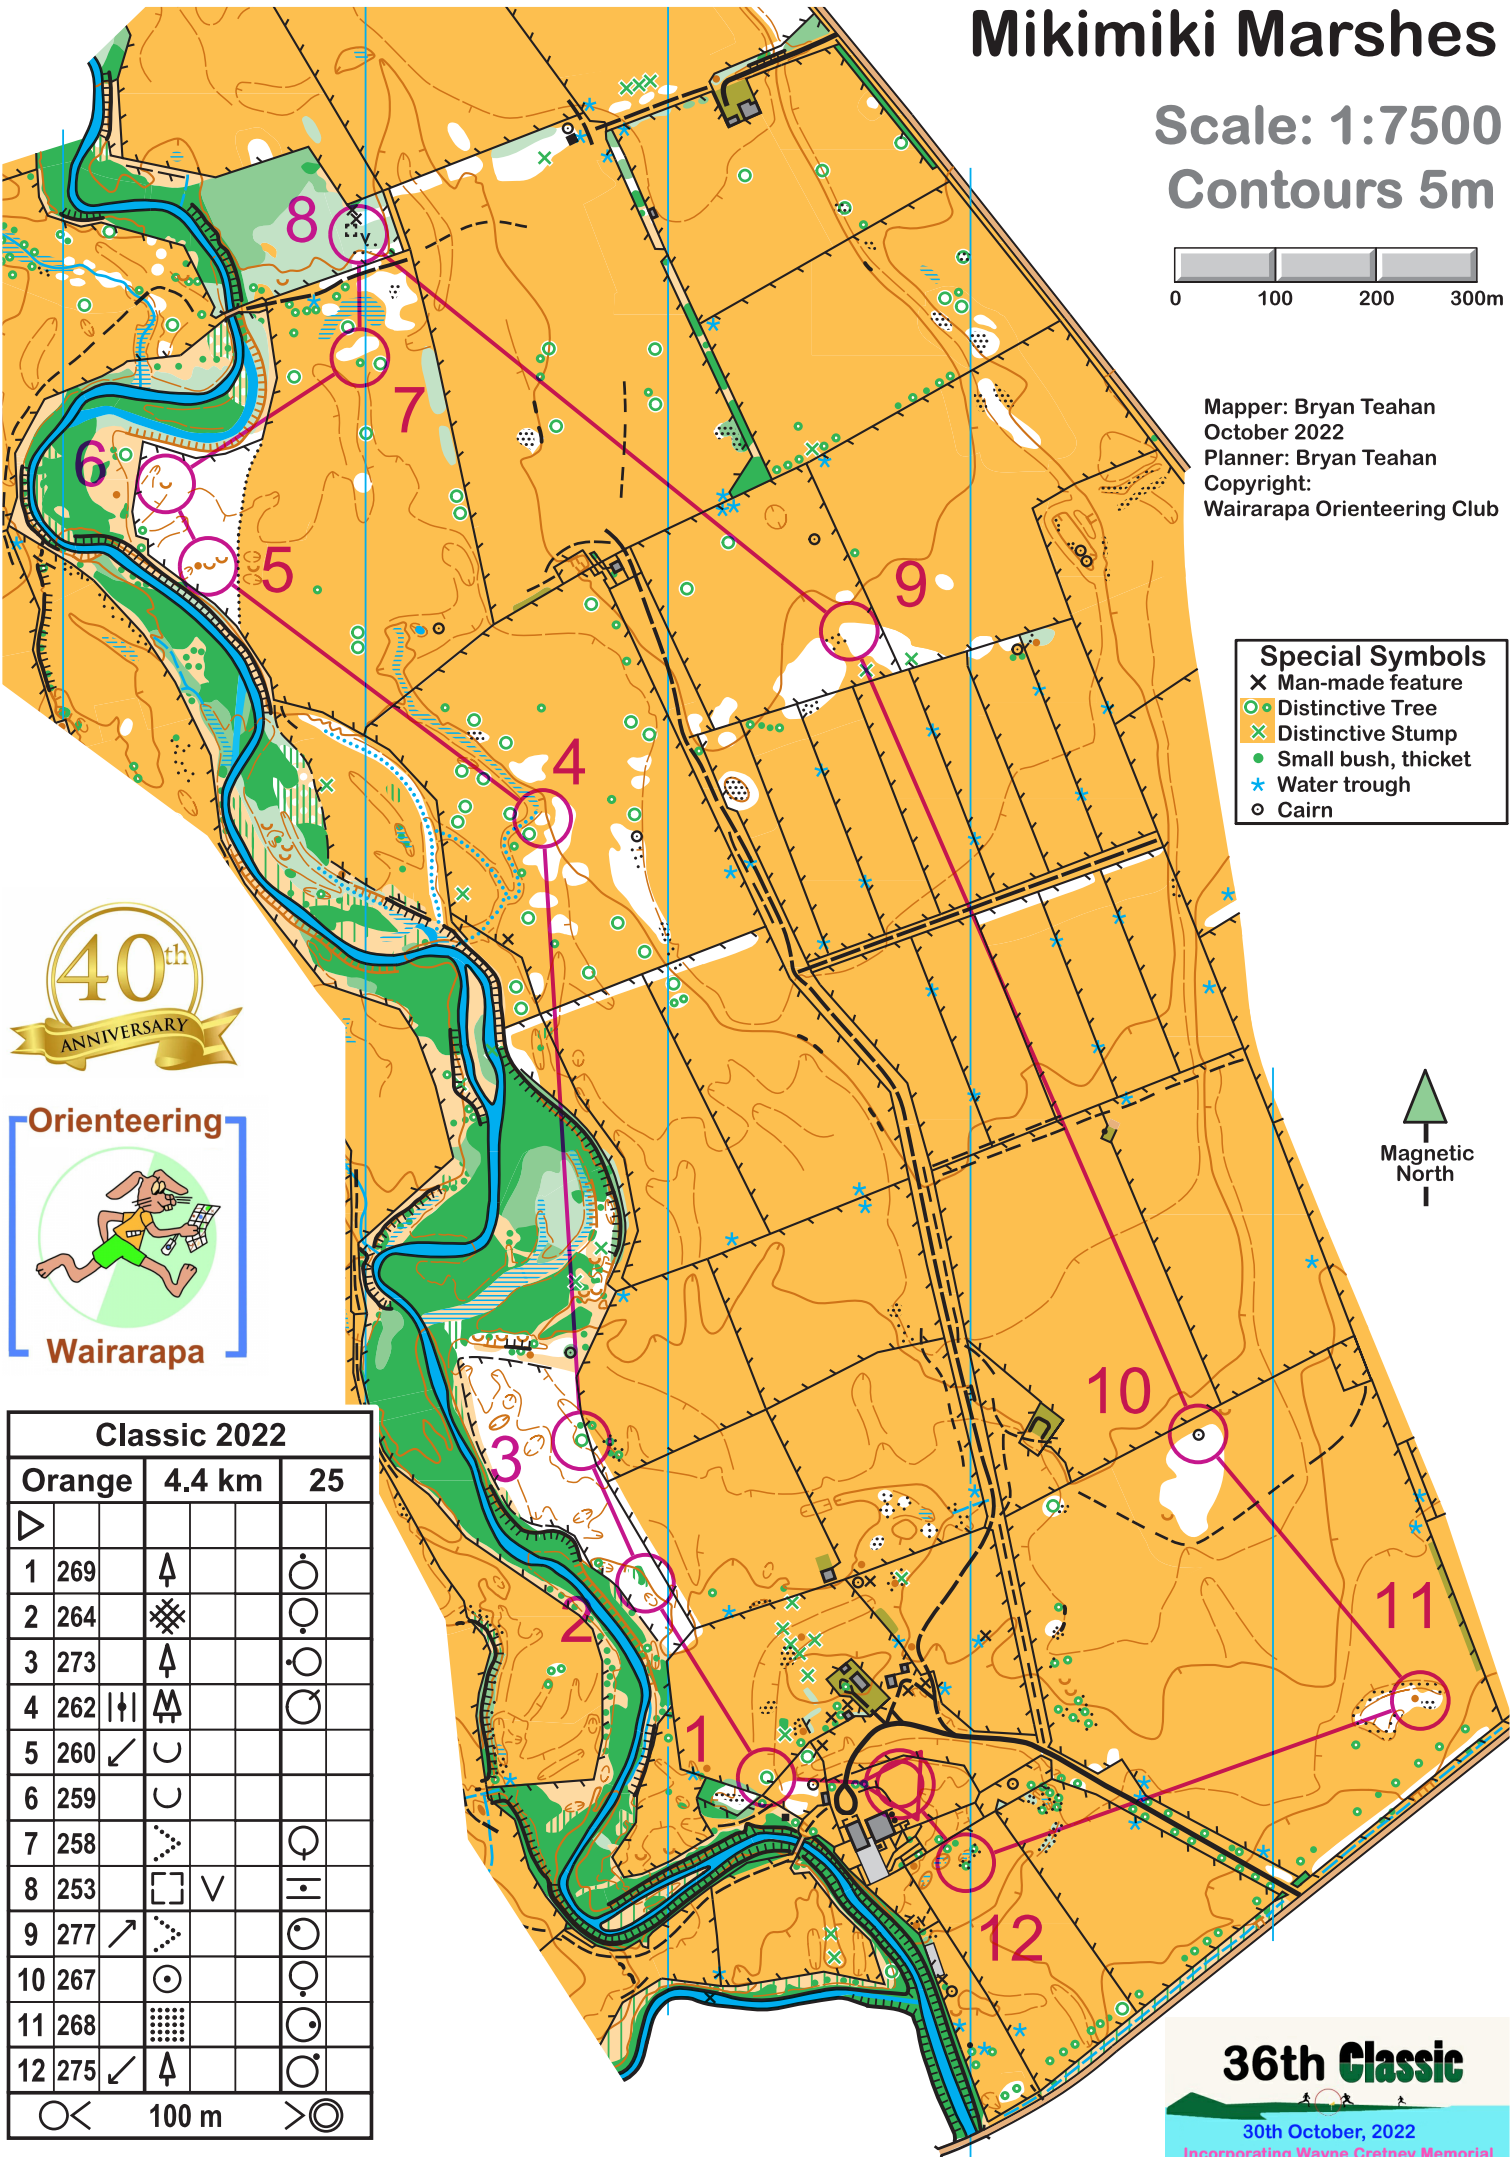 Mikimiki Marshes
Scale: 1:7500
Contours 5m
0 100 200 300m
Mapper: Bryan Teahan
October 2022
Planner: Bryan Teahan
Copyright:
Wairarapa Orienteering Club
Special Symbols
Man-made feature
Distinctive Tree
Distinctive Stump
Small bush, thicket
Water trough
Cairn
8
7
6
5
9
4
40th
ANNIVERSARY
Orienteering
Wairarapa
Magnetic
North
10
3
11
2
1
12
Classic 2022
Orange 4.4 km 25
1 269
2 264
3 273
4 262
5 260
6 259
7 258
8 253
9 277
10 267
11 268
12 275
100 m
36th Classic
30th October, 2022
Incorporating Wayne Cretney Memorial